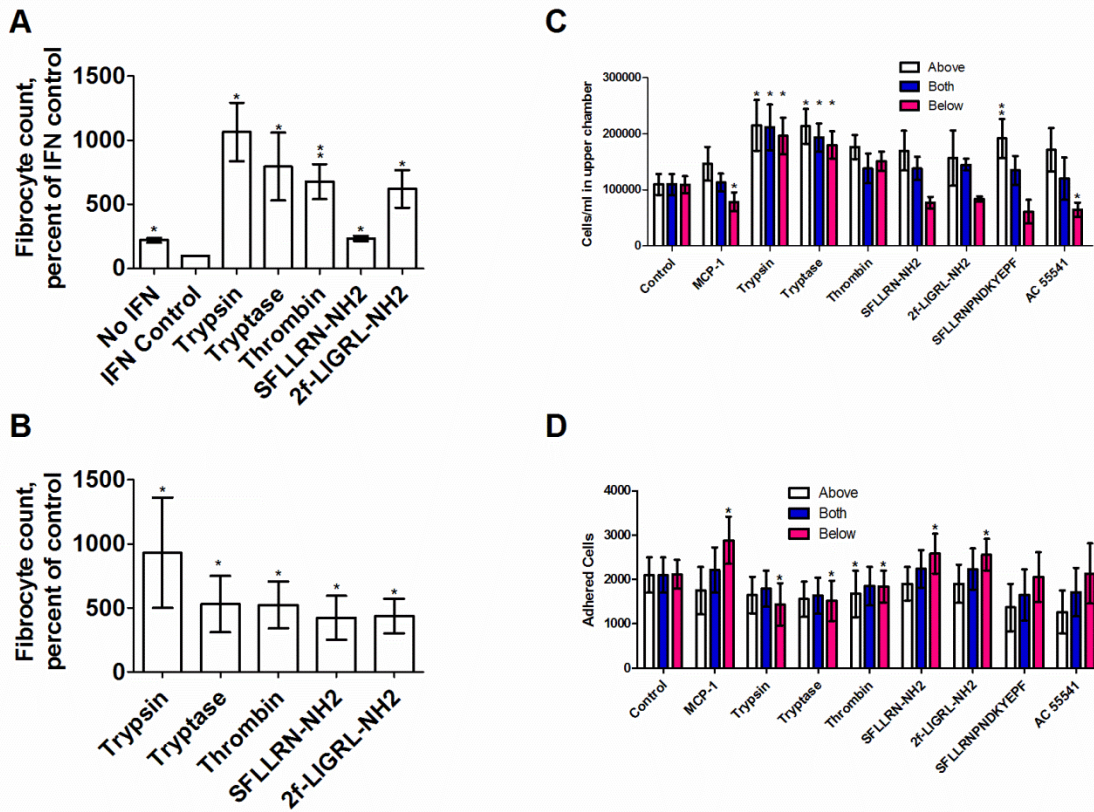 A
Fibrocyte count,
percent of IFN control
1500
1000
500
0
*
*
*
**
*
*
No IFN
IFN Control
Trypsin
Tryptase
Thrombin
SFLLRN-NH2
2f-LIGRL-NH2
B
Fibrocyte count,
percent of control
1500
1000
500
0
*
*
*
*
*
Trypsin
Tryptase
Thrombin
SFLLRN-NH2
2f-LIGRL-NH2
C
Above
Both
Below
Cells/ml in upper chamber
300000
200000
100000
0
*
* * *
* * *
**
*
Control
MCP-1
Trypsin
Tryptase
Thrombin
SFLLRN-NH2
2f-LIGRL-NH2
SFLLRNPNDKYEPF
AC 55541
D
Above
Both
Below
Adhered Cells
4000
3000
2000
1000
0
*
*
*
* *
*
*
Control
MCP-1
Trypsin
Tryptase
Thrombin
SFLLRN-NH2
2f-LIGRL-NH2
SFLLRNPNDKYEPF
AC 55541